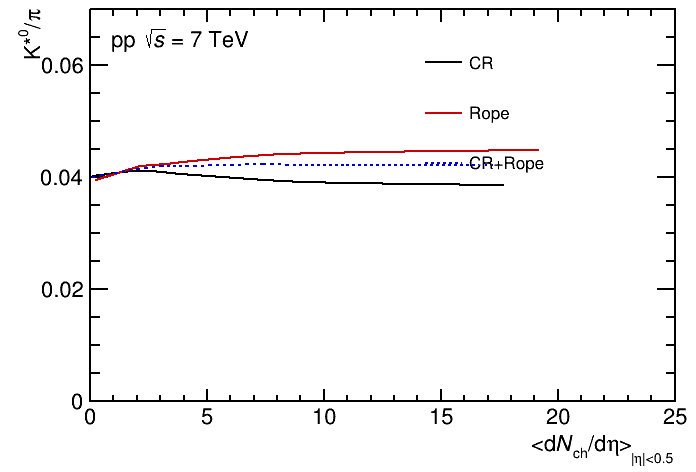 K*⁰/π
pp √s = 7 TeV
CR
Rope
CR+Rope
0.06
0.04
0.02
0
0 5 10 15 20 25
<dN_ch/dη>_|η|<0.5